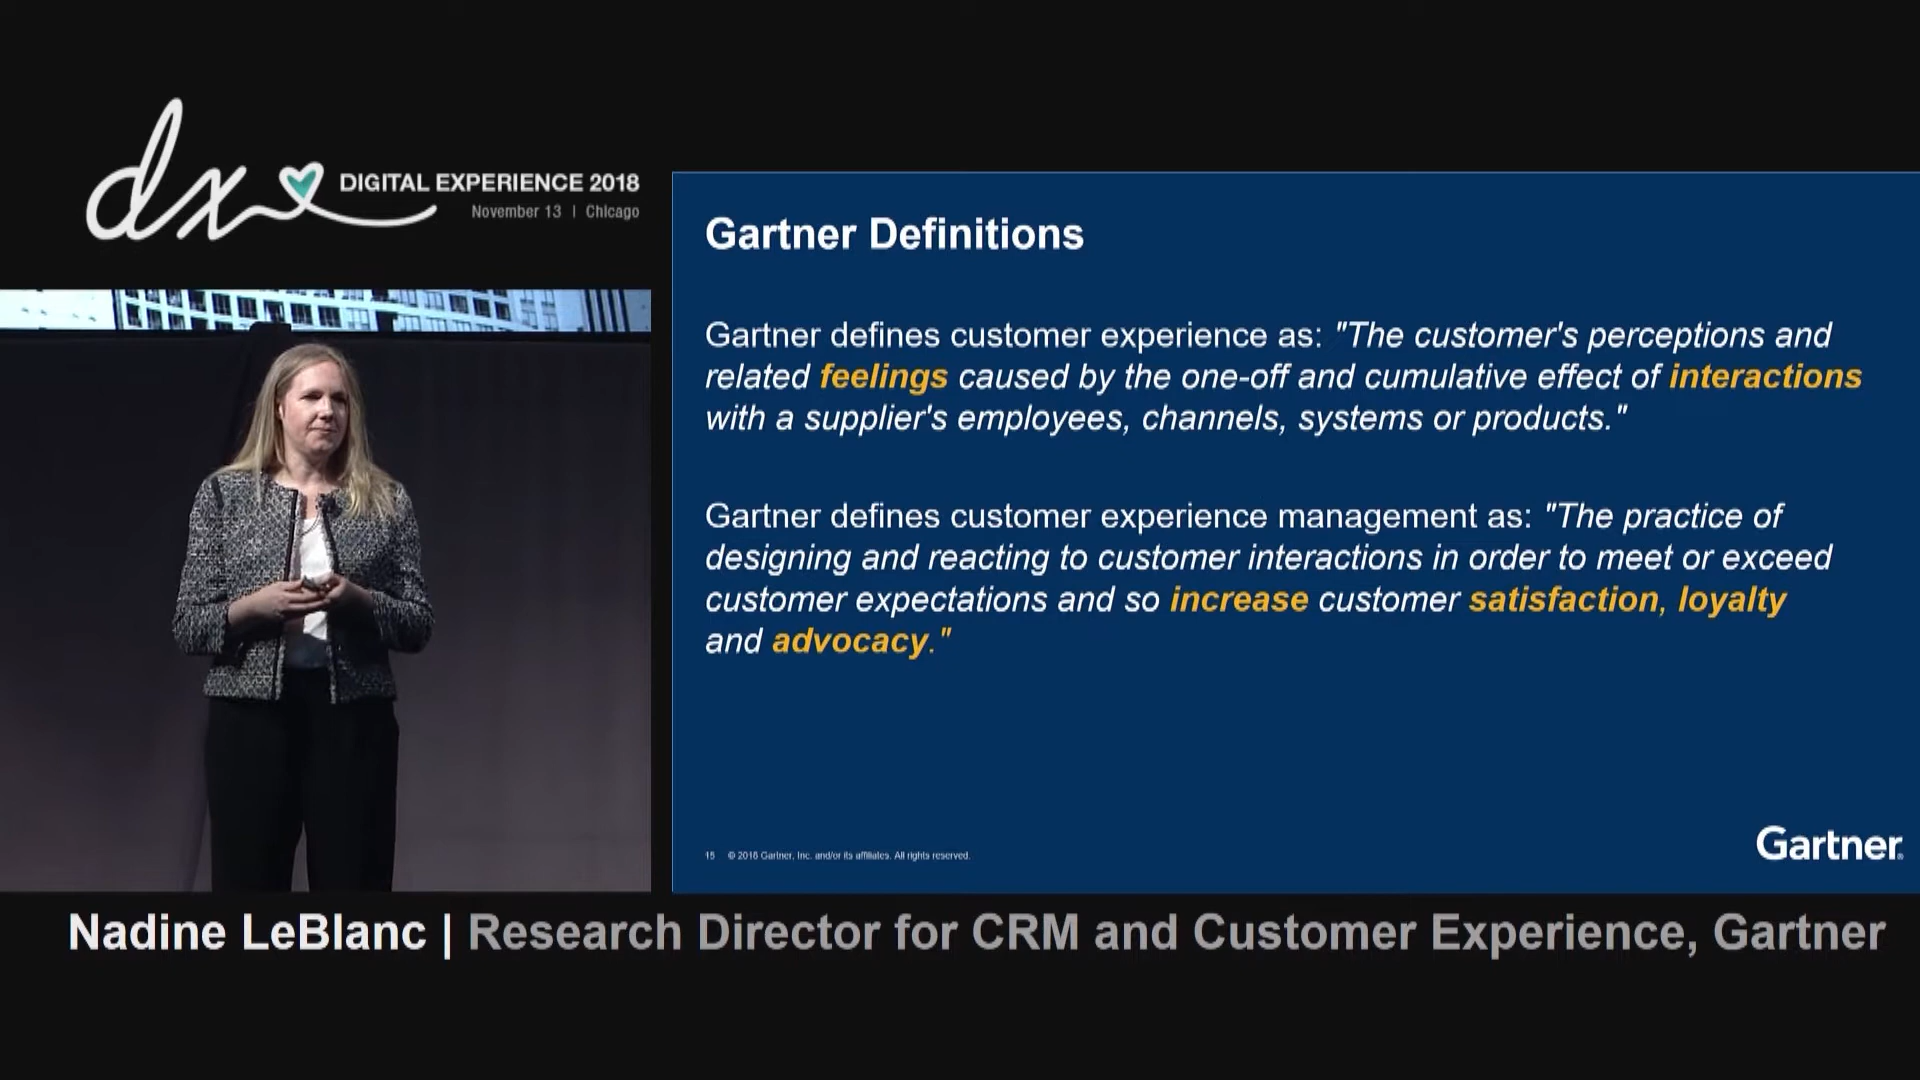 dx
DIGITAL EXPERIENCE 2018
November 13 | Chicago
Gartner Definitions
Gartner defines customer experience as: "The customer's perceptions and
related feelings caused by the one-off and cumulative effect of interactions
with a supplier's employees, channels, systems or products."
Gartner defines customer experience management as: "The practice of
designing and reacting to customer interactions in order to meet or exceed
customer expectations and so increase customer satisfaction, loyalty
and advocacy."
15 © 2018 Gartner, Inc. and/or its affiliates. All rights reserved.
Gartner®
Nadine LeBlanc | Research Director for CRM and Customer Experience, Gartner